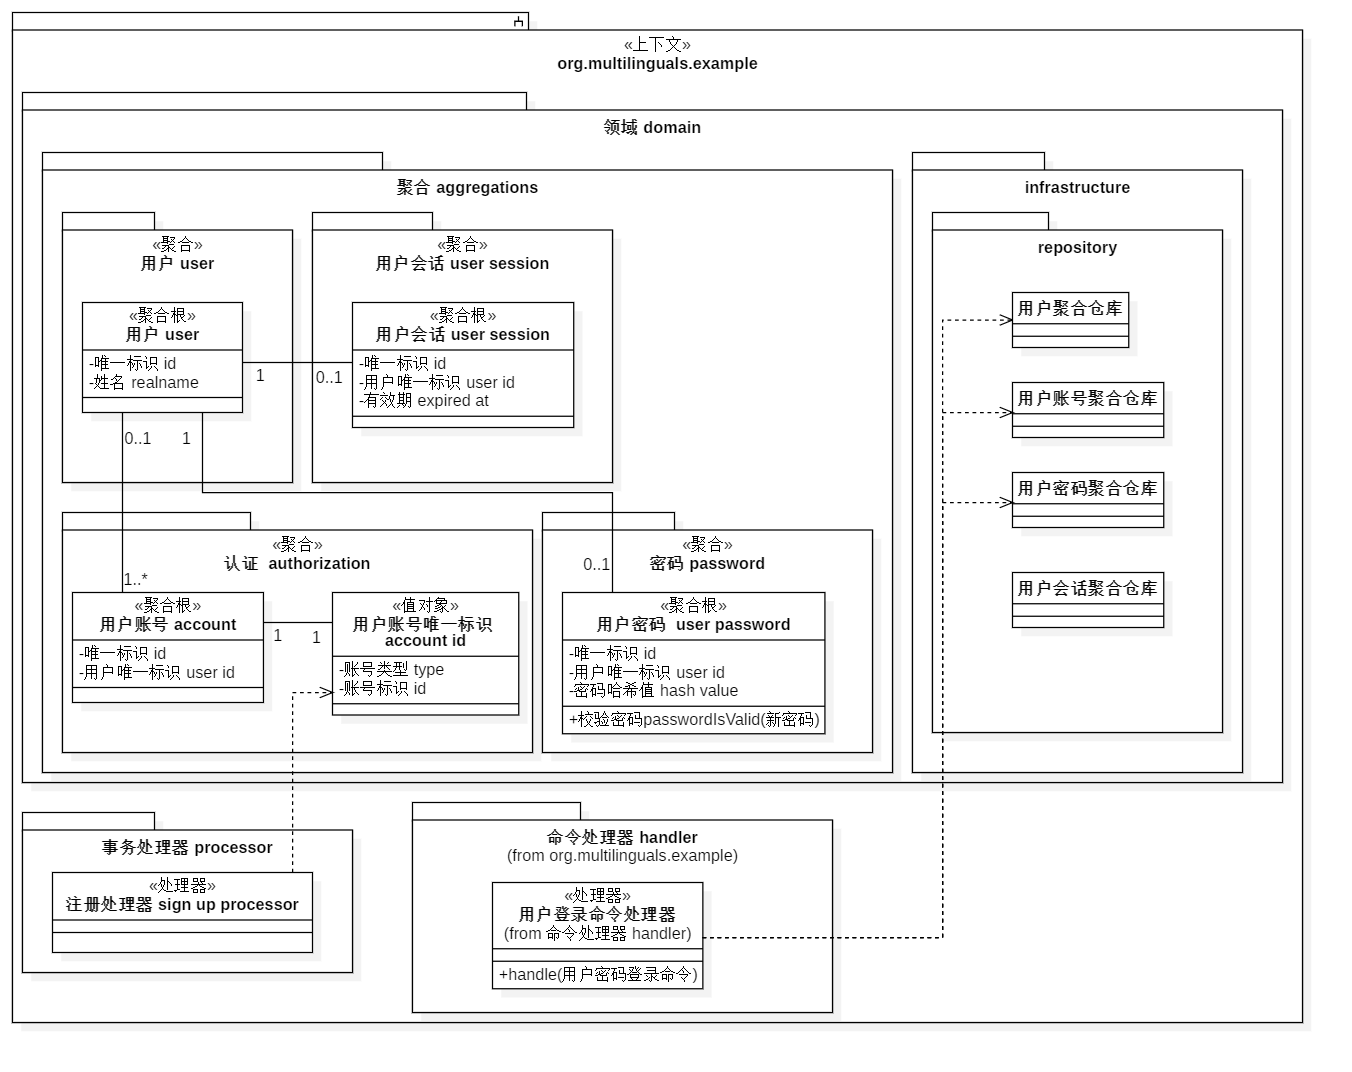 «上下文»
org.multilinguals.example
领域 domain
聚合 aggregations
«聚合»
用户 user
«聚合根»
用户 user
-唯一标识 id
-姓名 realname
«聚合»
用户会话 user session
«聚合根»
用户会话 user session
-唯一标识 id
-用户唯一标识 user id
-有效期 expired at
1
0..1
0..1
1
«聚合»
认证  authorization
1..*
«聚合根»
用户账号 account
-唯一标识 id
-用户唯一标识 user id
1
1
«值对象»
用户账号唯一标识
account id
-账号类型 type
-账号标识 id
«聚合»
密码 password
0..1
«聚合根»
用户密码  user password
-唯一标识 id
-用户唯一标识 user id
-密码哈希值 hash value
+校验密码passwordIsValid(新密码)
infrastructure
repository
用户聚合仓库
用户账号聚合仓库
用户密码聚合仓库
用户会话聚合仓库
事务处理器 processor
«处理器»
注册处理器 sign up processor
命令处理器 handler
(from org.multilinguals.example)
«处理器»
用户登录命令处理器
(from 命令处理器 handler)
+handle(用户密码登录命令)